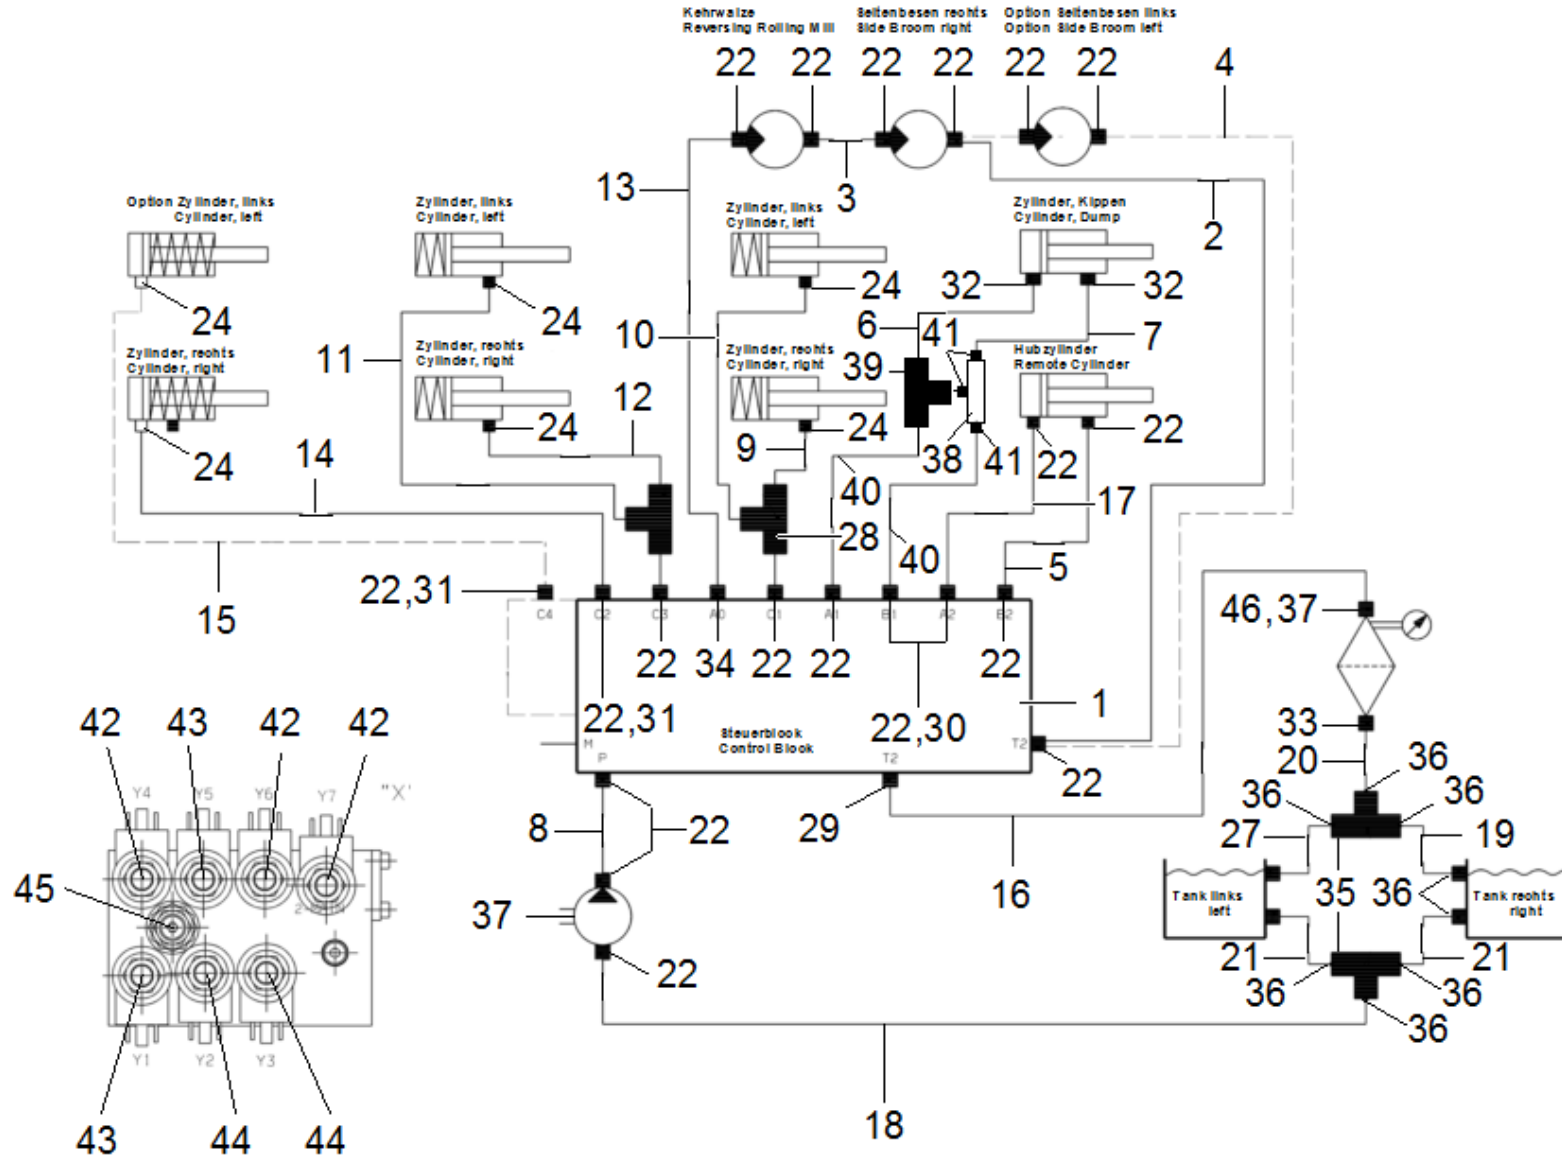 Kehrwalze
Reversing Rolling Mill
Seitenbesen rechts
Side Broom right
Option Seitenbesen links
Option Side Broom left
22 22 22 22 22 22 4
13 3 2
Option Zylinder, links
Cylinder, left
Zylinder, links
Cylinder, left
Zylinder, links
Cylinder, left
Zylinder, Kippen
Cylinder, Dump
24 24 24 32 32
11 10 6 41 7
Zylinder, rechts
Cylinder, right
Zylinder, rechts
Cylinder, right
Zylinder, rechts
Cylinder, right
Hubzylinder
Remote Cylinder
39
12
24 24 24 22
14 9 38 41 22
40 17
28 40 5
15 22,31
C4 C2 C3 A0 C1 A1 B1 A2 B2
46,37
22 34 22 22 22
22,31 22,30 1
Steuerblock
Control Block
M P T2 T2
33
20 36
22
42 43 42 42
Y4 Y5 Y6 Y7 "X"
8 22 29 16
36 36
27 19
45
37
Tank links
left
35 36
Tank rechts
right
22
21 21
36 36
36
Y1 Y2 Y3
43 44 44
18